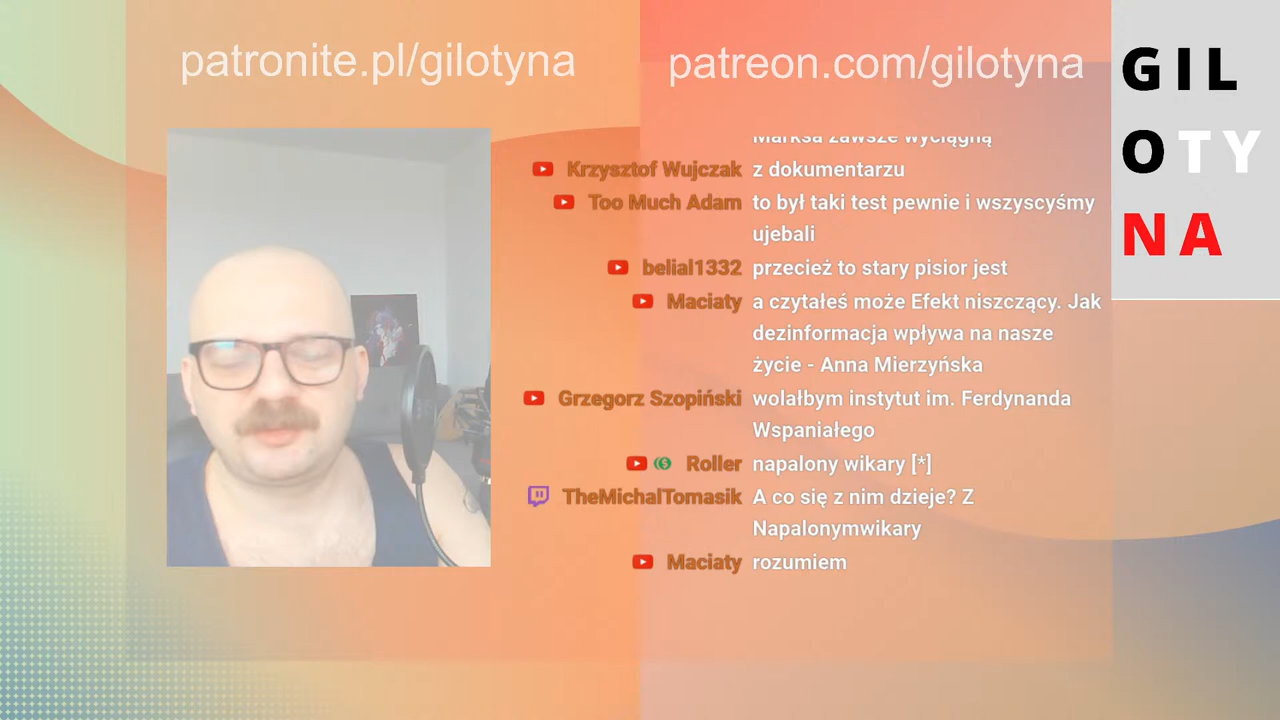 patronite.pl/gilotyna
patreon.com/gilotyna
GIL
OTY
NA
Marksa zawsze wyciągną
Krzysztof Wujczak z dokumentarzu
Too Much Adam to był taki test pewnie i wszyscyśmy
ujebali
belial1332 przecież to stary pisior jest
Maciaty a czytałeś może Efekt niszczący. Jak
dezinformacja wpływa na nasze
życie - Anna Mierzyńska
Grzegorz Szopiński wolałbym instytut im. Ferdynanda
Wspaniałego
Roller napalony wikary [*]
TheMichalTomasik A co się z nim dzieje? Z
Napalonymwikary
Maciaty rozumiem